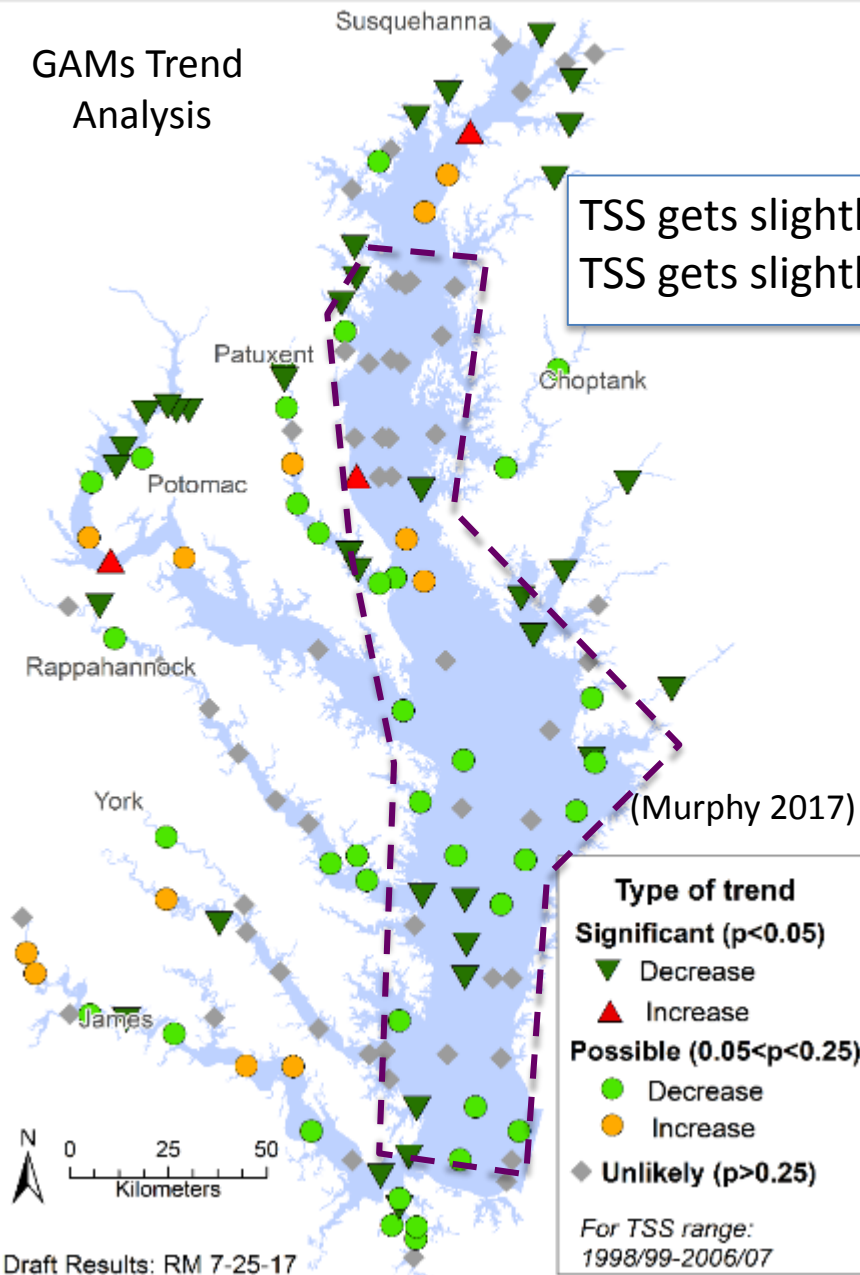 Susquehanna
GAMs Trend
Analysis
TSS gets slightl
TSS gets slightl
Patuxent
Choptank
Potomac
Rappahannock
York
(Murphy 2017)
Type of trend
Significant (p<0.05)
Decrease
Increase
James
Possible (0.05<p<0.25)
Decrease
Increase
N
0 25 50
Kilometers
Unlikely (p>0.25)
For TSS range:
1998/99-2006/07
Draft Results: RM 7-25-17